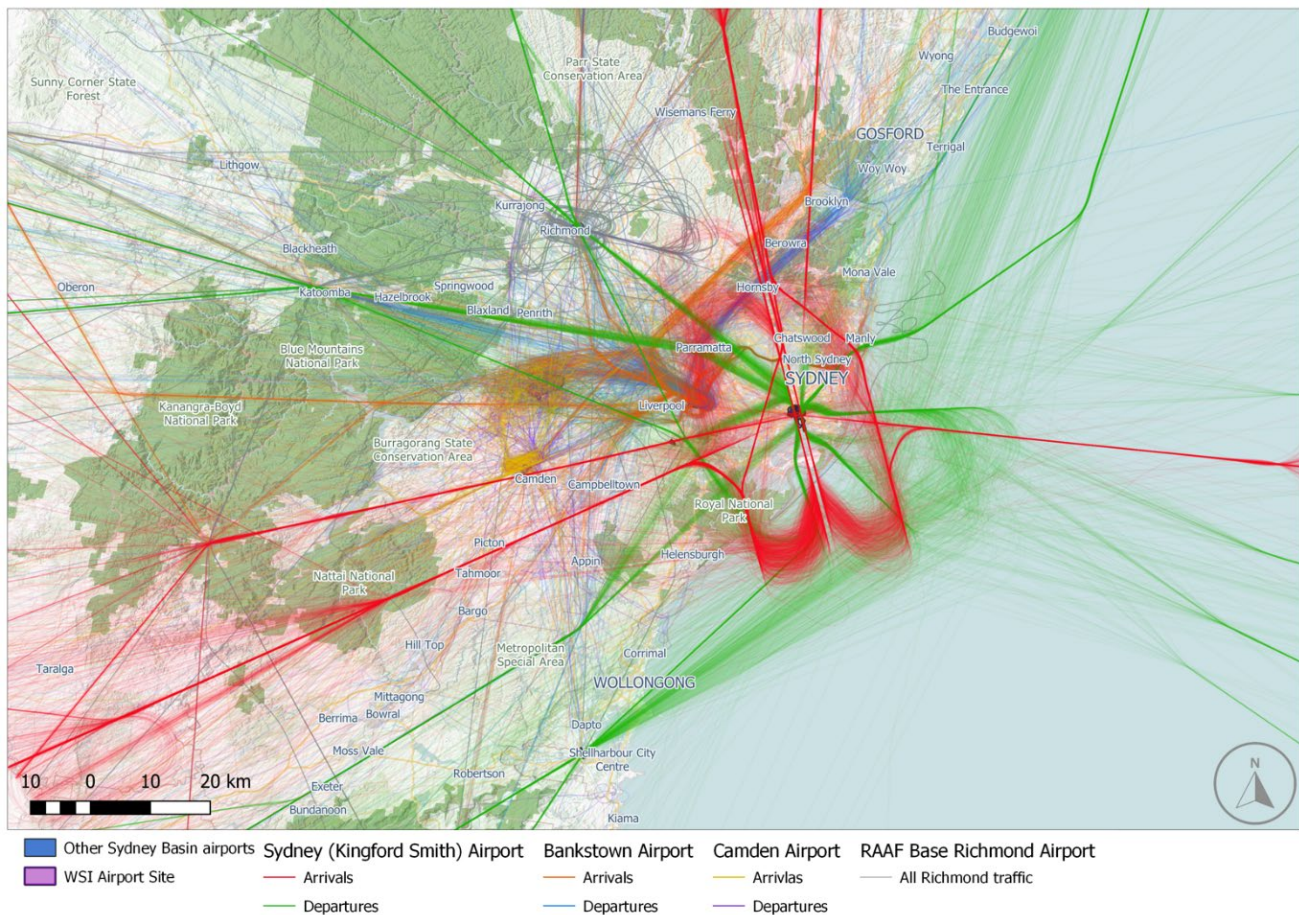 Budgewoi
Wyong
Parr State
Conservation Area
Sunny Corner State
Forest
The Entrance
Wisemans Ferry
GOSFORD
Terrigal
Lithgow
Woy Woy
Kurrajong
Brooklyn
Richmond
Berowra
Blackheath
Mona Vale
Oberon
Springwood
Hornsby
Katoomba
Hazelbrook
Blaxland
Penrith
Chatswood
Manly
Parramatta
Blue Mountains
National Park
North Sydney
SYDNEY
Kanangra-Boyd
National Park
Liverpool
Burragorang State
Conservation Area
Camden
Campbelltown
Royal National
Park
Picton
Helensburgh
Appin
Nattai National
Park
Tahmoor
Bargo
Hill Top
Metropolitan
Special Area
Corrimal
Taralga
WOLLONGONG
Mittagong
Berrima
Bowral
Dapto
Moss Vale
Shellharbour City
Centre
N
10 0 10 20 km
Robertson
Exeter
Bundanoon
Kiama
Other Sydney Basin airports
WSI Airport Site
Sydney (Kingford Smith) Airport
Arrivals
Departures
Bankstown Airport
Arrivals
Departures
Camden Airport
Arrivlas
Departures
RAAF Base Richmond Airport
All Richmond traffic